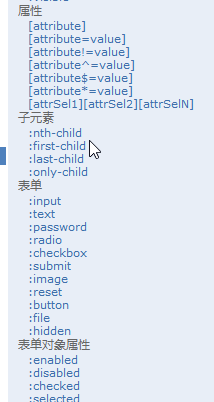 属性
[attribute]
[attribute=value]
[attribute!=value]
[attribute^=value]
[attribute$=value]
[attribute*=value]
[attrSel1][attrSel2][attrSelN]
子元素
:nth-child
:first-child
:last-child
:only-child
表单
:input
:text
:password
:radio
:checkbox
:submit
:image
:reset
:button
:file
:hidden
表单对象属性
:enabled
:disabled
:checked
:selected